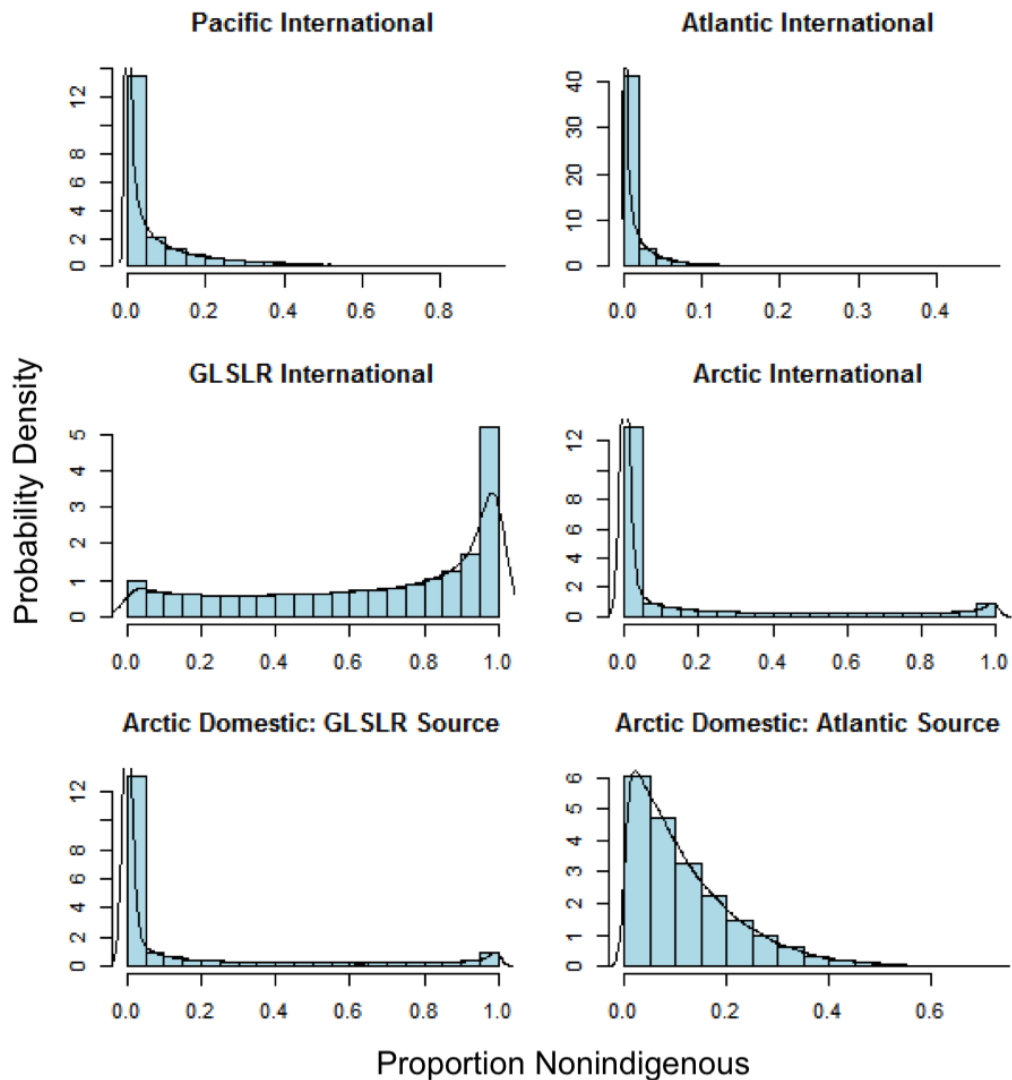 Pacific International
Atlantic International
0 2 4 6 8 12
0.0 0.2 0.4 0.6 0.8
0 10 20 30 40
0.0 0.1 0.2 0.3 0.4
GLSLR International
Arctic International
0 1 2 3 4 5
0.0 0.2 0.4 0.6 0.8 1.0
0 2 4 6 8 12
0.0 0.2 0.4 0.6 0.8 1.0
Probability Density
Arctic Domestic: GLSLR Source
Arctic Domestic: Atlantic Source
0 2 4 6 8 12
0.0 0.2 0.4 0.6 0.8 1.0
0 1 2 3 4 5 6
0.0 0.2 0.4 0.6
Proportion Nonindigenous